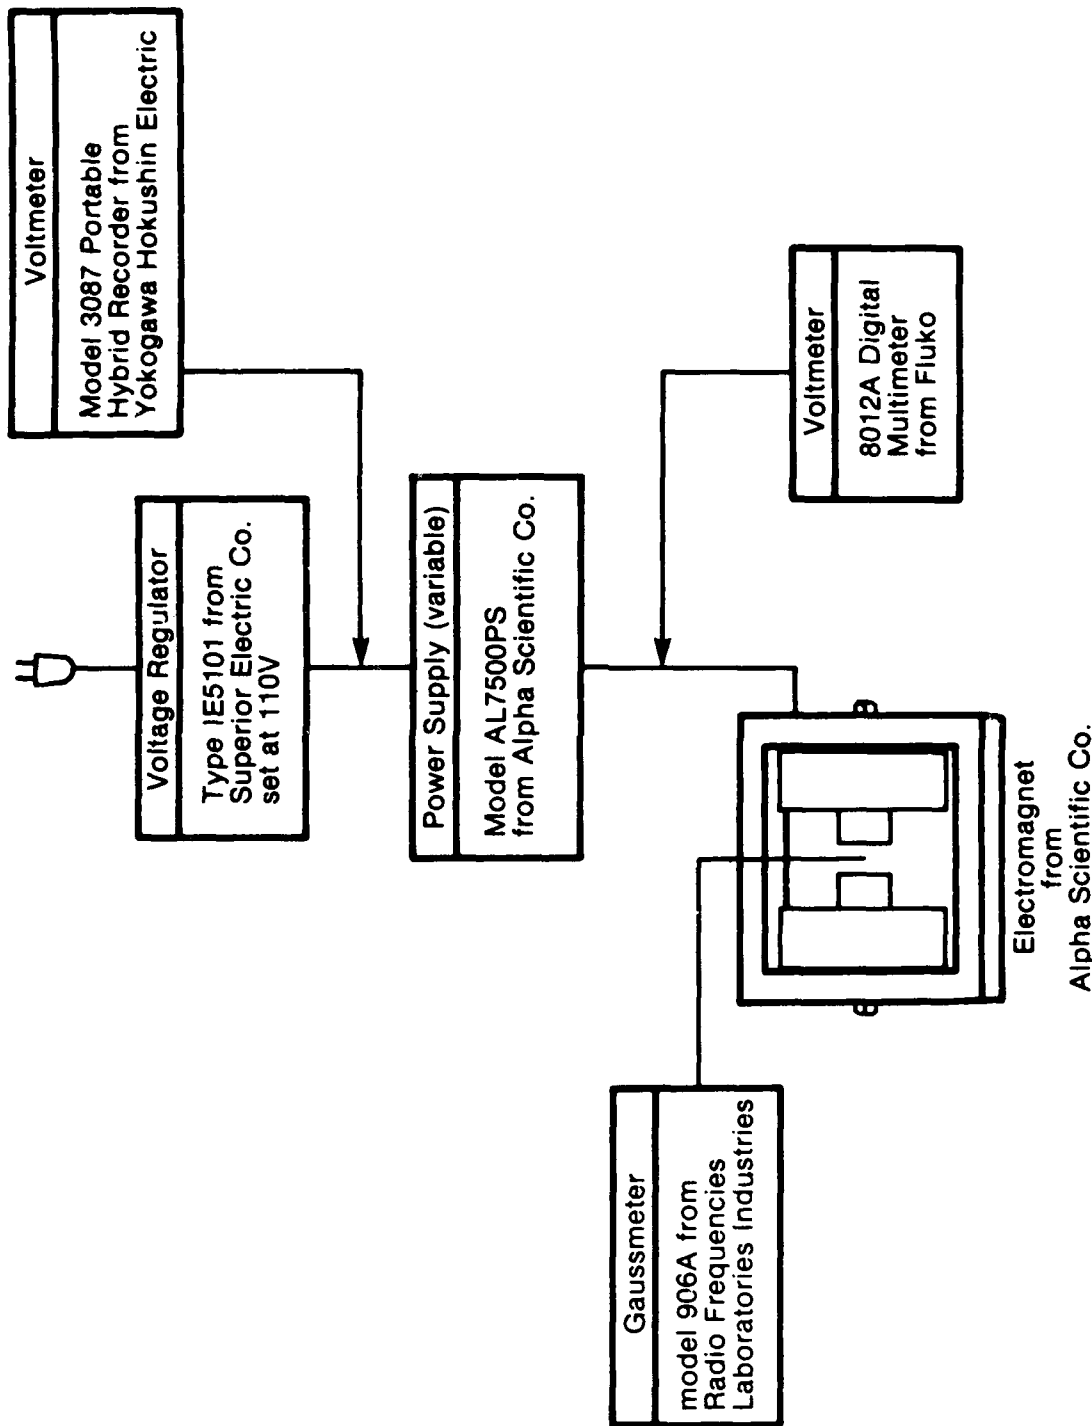 Voltmeter
Model 3087 Portable
Hybrid Recorder from
Yokogawa Hokushin Electric
Voltage Regulator
Type IE5101 from
Superior Electric Co.
set at 110V
Power Supply (variable)
Model AL7500PS
from Alpha Scientific Co.
Voltmeter
8012A Digital
Multimeter
from Fluko
Gaussmeter
model 906A from
Radio Frequencies
Laboratories Industries
Electromagnet
from
Alpha Scientific Co.